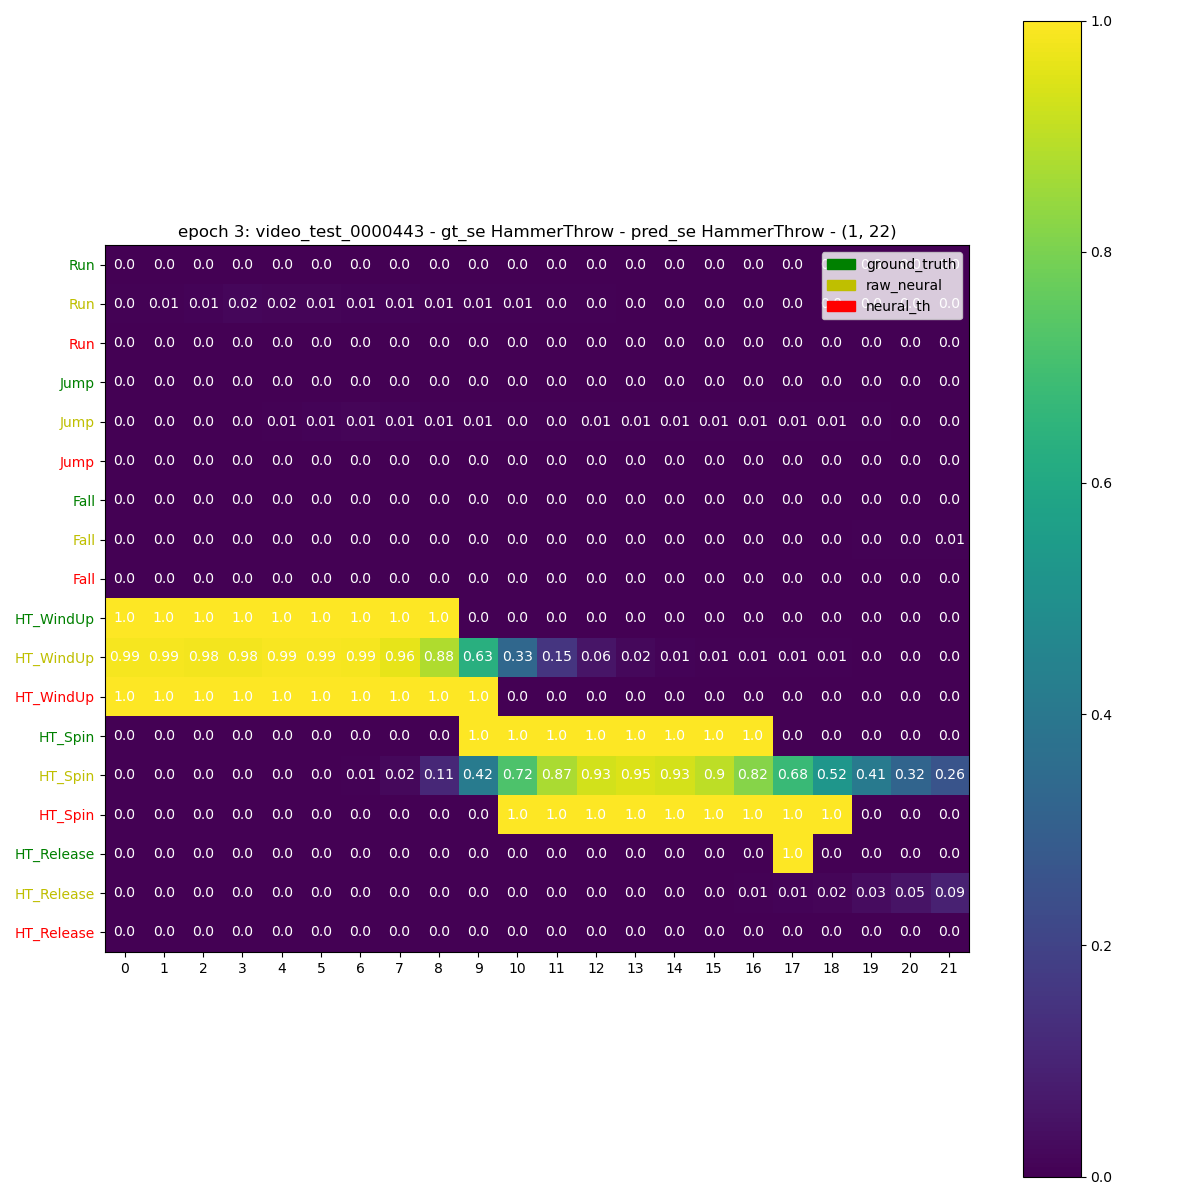 epoch 3: video_test_0000443 - gt_se HammerThrow - pred_se HammerThrow - (1, 22)
ground_truth
raw_neural
neural_th
Run 0.0 0.0 0.0 0.0 0.0 0.0 0.0 0.0 0.0 0.0 0.0 0.0 0.0 0.0 0.0 0.0 0.0 0.0
Run 0.0 0.01 0.01 0.02 0.02 0.01 0.01 0.01 0.01 0.01 0.01 0.0 0.0 0.0 0.0 0.0 0.0 0.0 0.0 0.0 0.0 0.0
Run 0.0 0.0 0.0 0.0 0.0 0.0 0.0 0.0 0.0 0.0 0.0 0.0 0.0 0.0 0.0 0.0 0.0 0.0 0.0 0.0 0.0 0.0
Jump 0.0 0.0 0.0 0.0 0.0 0.0 0.0 0.0 0.0 0.0 0.0 0.0 0.0 0.0 0.0 0.0 0.0 0.0 0.0 0.0 0.0 0.0
Jump 0.0 0.0 0.0 0.0 0.01 0.01 0.01 0.01 0.01 0.01 0.0 0.0 0.01 0.01 0.01 0.01 0.01 0.01 0.01 0.0 0.0 0.0
Jump 0.0 0.0 0.0 0.0 0.0 0.0 0.0 0.0 0.0 0.0 0.0 0.0 0.0 0.0 0.0 0.0 0.0 0.0 0.0 0.0 0.0 0.0
Fall 0.0 0.0 0.0 0.0 0.0 0.0 0.0 0.0 0.0 0.0 0.0 0.0 0.0 0.0 0.0 0.0 0.0 0.0 0.0 0.0 0.0 0.0
Fall 0.0 0.0 0.0 0.0 0.0 0.0 0.0 0.0 0.0 0.0 0.0 0.0 0.0 0.0 0.0 0.0 0.0 0.0 0.0 0.0 0.0 0.01
Fall 0.0 0.0 0.0 0.0 0.0 0.0 0.0 0.0 0.0 0.0 0.0 0.0 0.0 0.0 0.0 0.0 0.0 0.0 0.0 0.0 0.0 0.0
HT_WindUp 1.0 1.0 1.0 1.0 1.0 1.0 1.0 1.0 1.0 0.0 0.0 0.0 0.0 0.0 0.0 0.0 0.0 0.0 0.0 0.0 0.0 0.0
HT_WindUp 0.99 0.99 0.98 0.98 0.99 0.99 0.99 0.96 0.88 0.63 0.33 0.15 0.06 0.02 0.01 0.01 0.01 0.01 0.01 0.0 0.0 0.0
HT_WindUp 1.0 1.0 1.0 1.0 1.0 1.0 1.0 1.0 1.0 1.0 0.0 0.0 0.0 0.0 0.0 0.0 0.0 0.0 0.0 0.0 0.0 0.0
HT_Spin 0.0 0.0 0.0 0.0 0.0 0.0 0.0 0.0 0.0 1.0 1.0 1.0 1.0 1.0 1.0 1.0 1.0 0.0 0.0 0.0 0.0 0.0
HT_Spin 0.0 0.0 0.0 0.0 0.0 0.0 0.01 0.02 0.11 0.42 0.72 0.87 0.93 0.95 0.93 0.9 0.82 0.68 0.52 0.41 0.32 0.26
HT_Spin 0.0 0.0 0.0 0.0 0.0 0.0 0.0 0.0 0.0 0.0 1.0 1.0 1.0 1.0 1.0 1.0 1.0 1.0 1.0 0.0 0.0 0.0
HT_Release 0.0 0.0 0.0 0.0 0.0 0.0 0.0 0.0 0.0 0.0 0.0 0.0 0.0 0.0 0.0 0.0 0.0 1.0 0.0 0.0 0.0 0.0
HT_Release 0.0 0.0 0.0 0.0 0.0 0.0 0.0 0.0 0.0 0.0 0.0 0.0 0.0 0.0 0.0 0.0 0.01 0.01 0.02 0.03 0.05 0.09
HT_Release 0.0 0.0 0.0 0.0 0.0 0.0 0.0 0.0 0.0 0.0 0.0 0.0 0.0 0.0 0.0 0.0 0.0 0.0 0.0 0.0 0.0 0.0
0 1 2 3 4 5 6 7 8 9 10 11 12 13 14 15 16 17 18 19 20 21
1.0
0.8
0.6
0.4
0.2
0.0